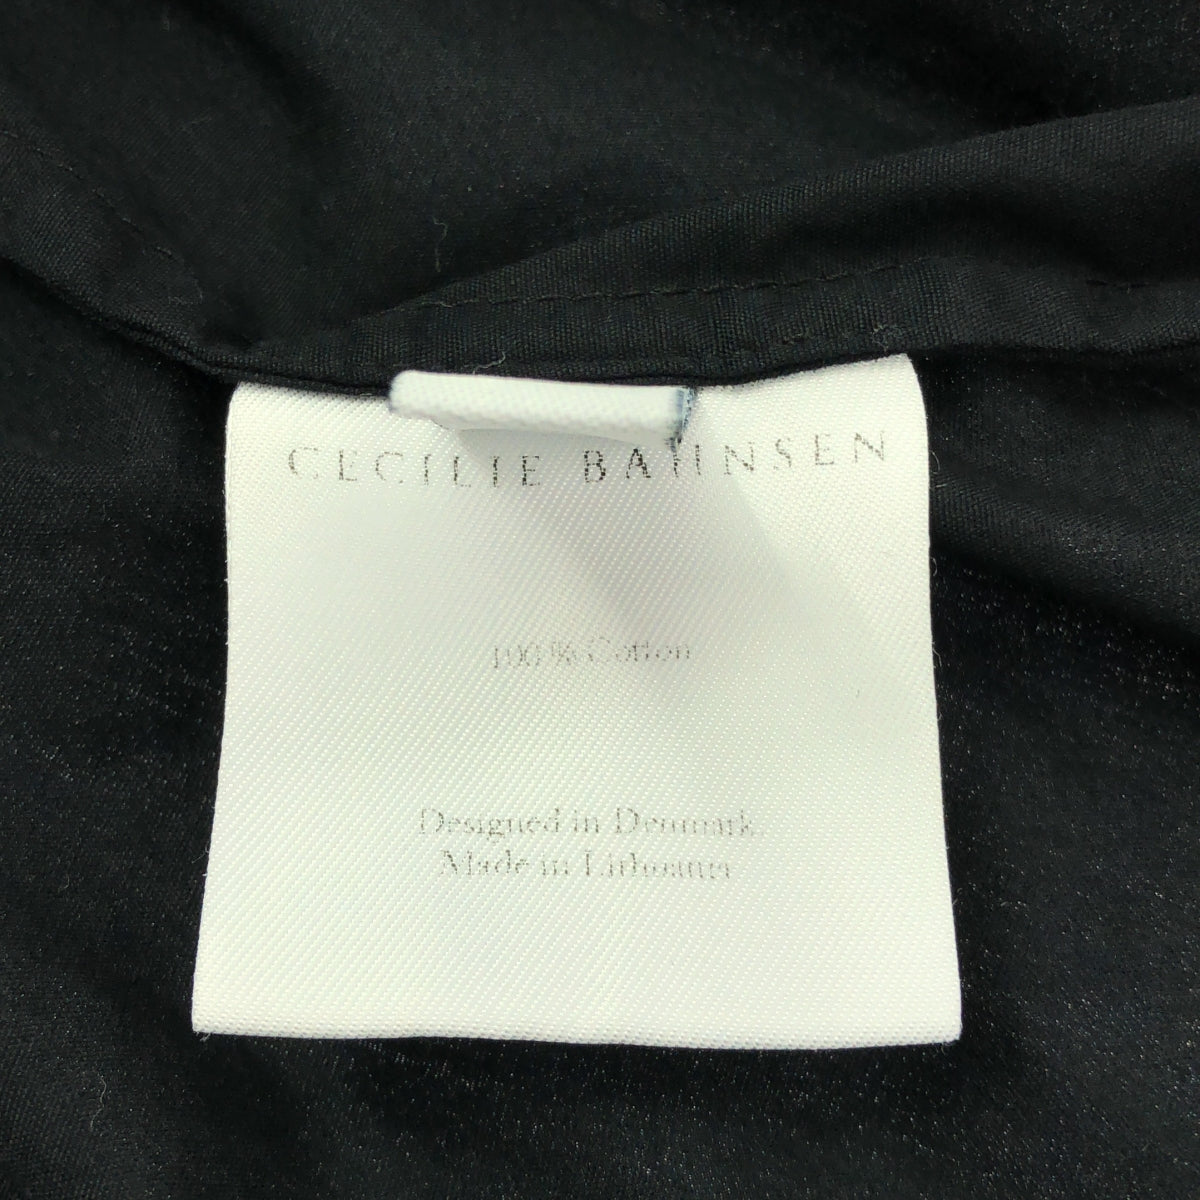 CECILIE BAHNSEN
100% Cotton
Designed in Denmark.
Made in Lithuania